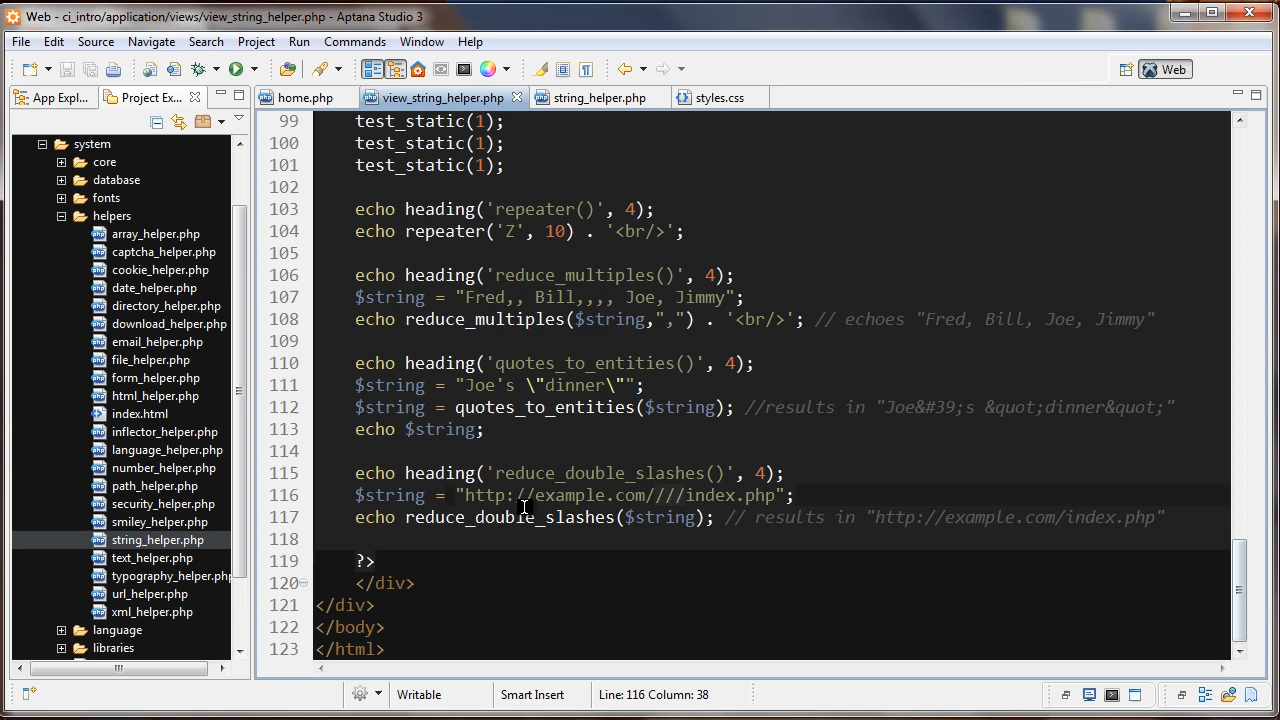 Web - ci_intro/application/views/view_string_helper.php - Aptana Studio 3
File Edit Source Navigate Search Project Run Commands Window Help
Web
App Expl... Project Ex...
home.php view_string_helper.php string_helper.php styles.css
system
core
database
fonts
helpers
array_helper.php
captcha_helper.php
cookie_helper.php
date_helper.php
directory_helper.php
download_helper.php
email_helper.php
file_helper.php
form_helper.php
html_helper.php
index.html
inflector_helper.php
language_helper.php
number_helper.php
path_helper.php
security_helper.php
smiley_helper.php
string_helper.php
text_helper.php
typography_helper.php
url_helper.php
xml_helper.php
language
libraries
99 test_static(1);
100 test_static(1);
101 test_static(1);
102
103 echo heading('repeater()', 4);
104 echo repeater('Z', 10) . '<br/>';
105
106 echo heading('reduce_multiples()', 4);
107 $string = "Fred,, Bill,,,, Joe, Jimmy";
108 echo reduce_multiples($string,",") . '<br/>'; // echoes "Fred, Bill, Joe, Jimmy"
109
110 echo heading('quotes_to_entities()', 4);
111 $string = "Joe's \"dinner\"";
112 $string = quotes_to_entities($string); //results in "Joe&#39;s &quot;dinner&quot;"
113 echo $string;
114
115 echo heading('reduce_double_slashes()', 4);
116 $string = "http://example.com////index.php";
117 echo reduce_double_slashes($string); // results in "http://example.com/index.php"
118
119 ?>
120 </div>
121 </div>
122 </body>
123 </html>
Writable Smart Insert Line: 116 Column: 38